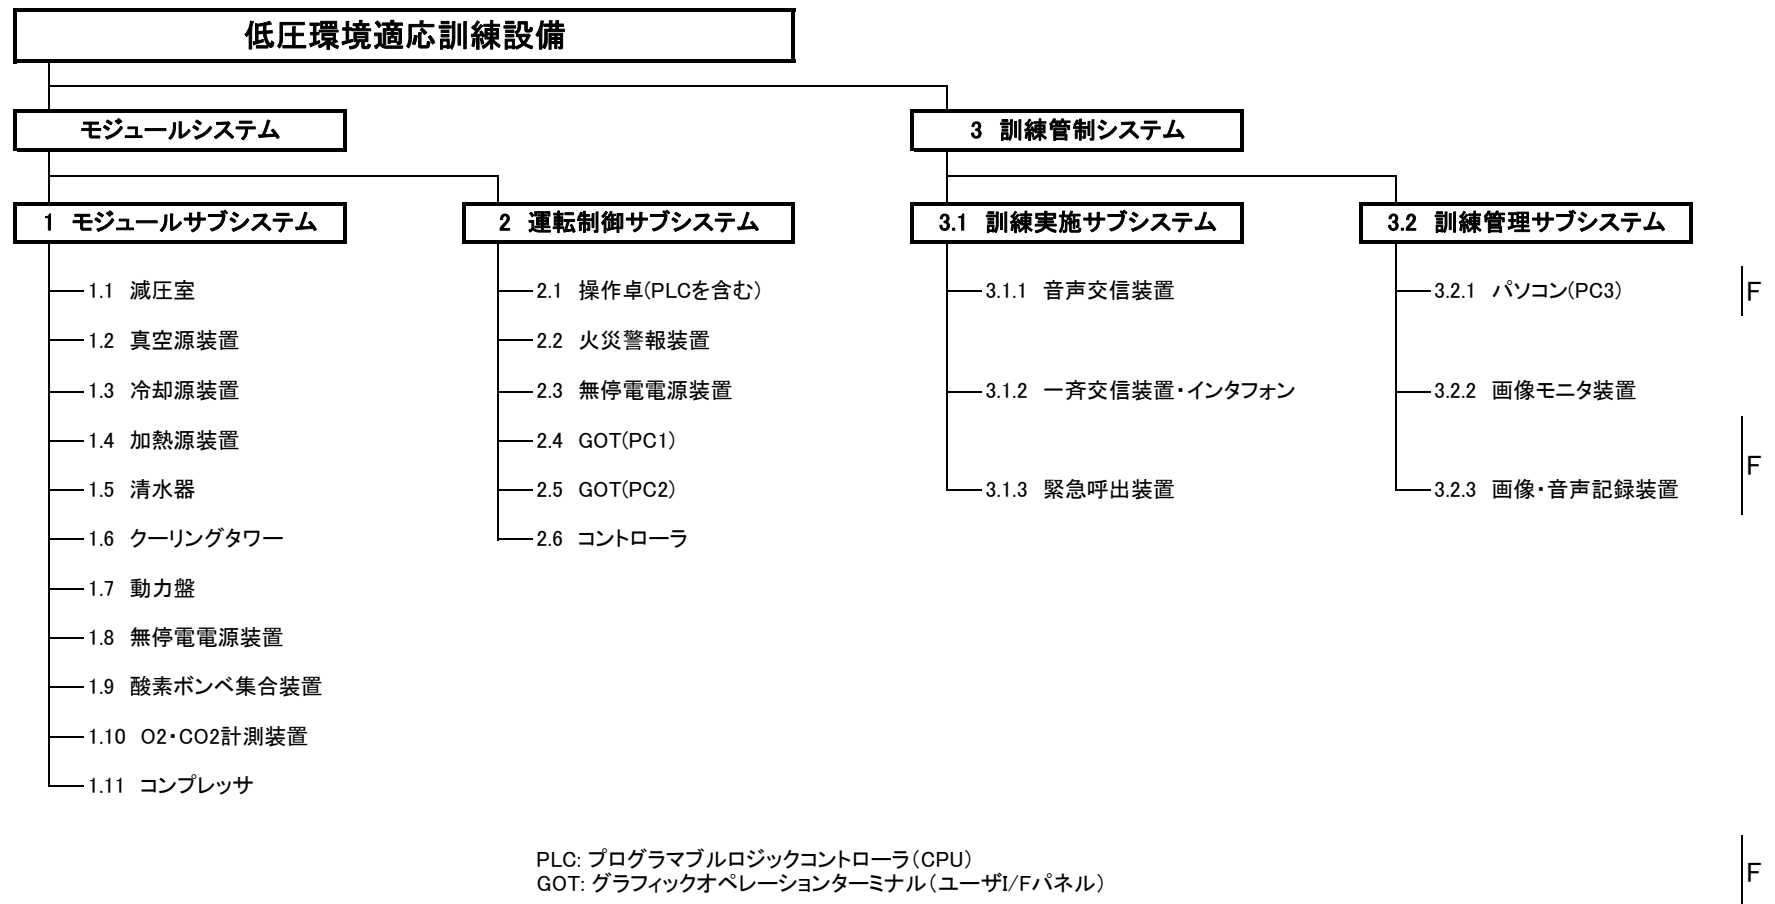 低圧環境適応訓練設備
モジュールシステム
3 訓練管制システム
1 モジュールサブシステム
2 運転制御サブシステム
3.1 訓練実施サブシステム
3.2 訓練管理サブシステム
1.1 減圧室
1.2 真空源装置
1.3 冷却源装置
1.4 加熱源装置
1.5 清水器
1.6 クーリングタワー
1.7 動力盤
1.8 無停電電源装置
1.9 酸素ボンベ集合装置
1.10 O2・CO2計測装置
1.11 コンプレッサ
2.1 操作卓(PLCを含む)
2.2 火災警報装置
2.3 無停電電源装置
2.4 GOT(PC1)
2.5 GOT(PC2)
2.6 コントローラ
3.1.1 音声交信装置
3.1.2 一斉交信装置・インタフォン
3.1.3 緊急呼出装置
3.2.1 パソコン(PC3)
3.2.2 画像モニタ装置
3.2.3 画像・音声記録装置
F
F
PLC: プログラマブルロジックコントローラ(CPU)
GOT: グラフィックオペレーションターミナル(ユーザI/Fパネル)
F